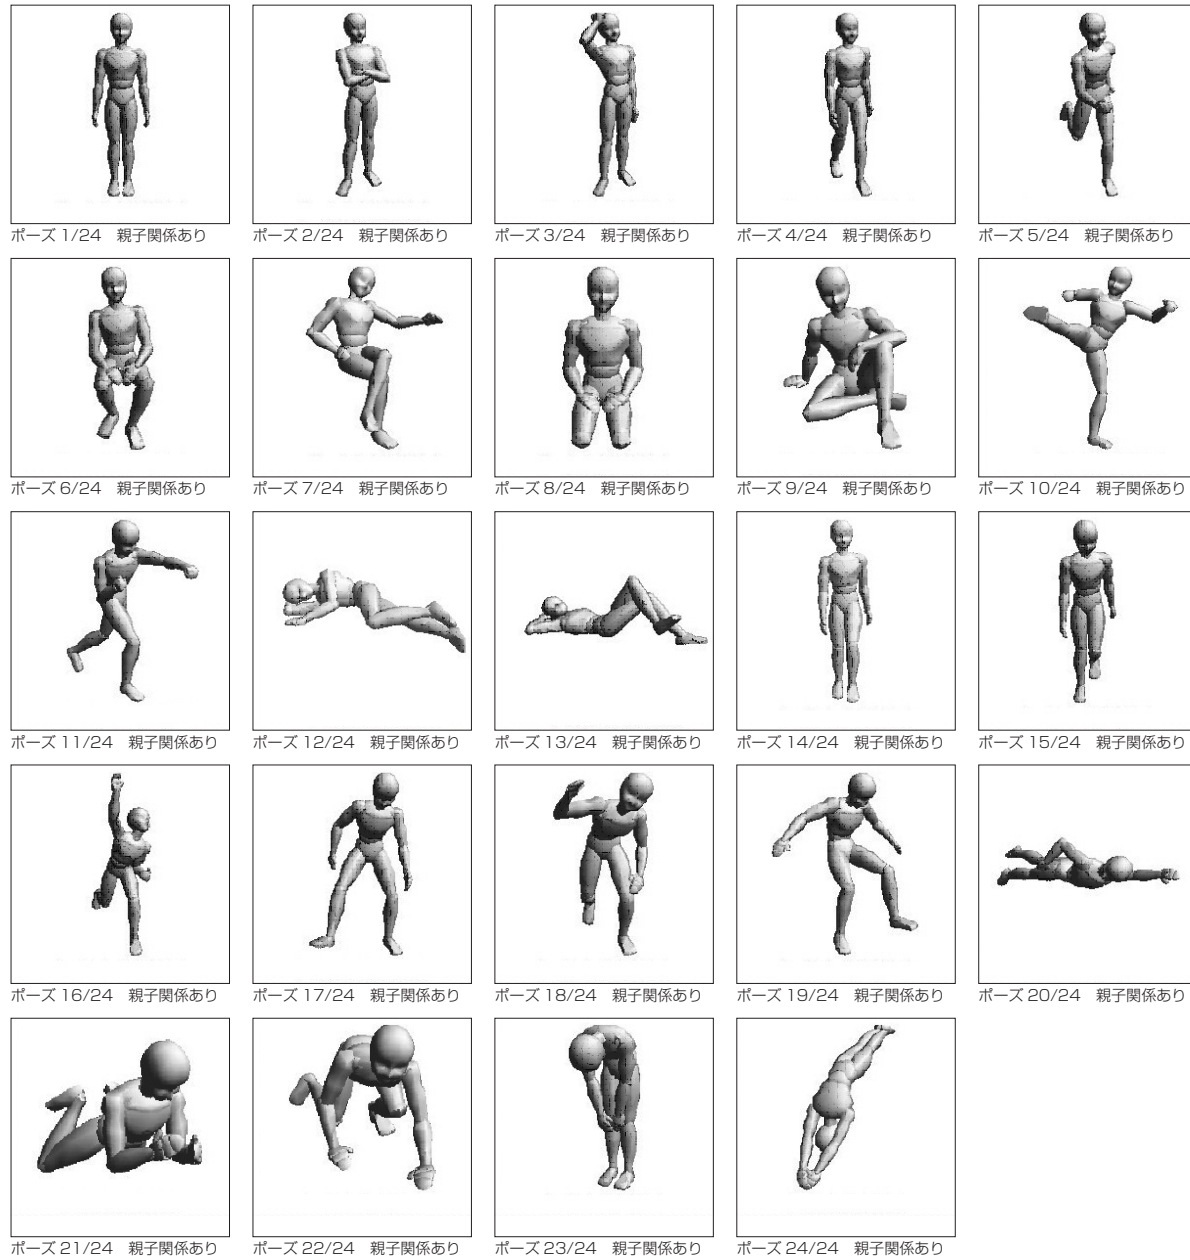 ポーズ 1/24　親子関係あり
ポーズ 2/24　親子関係あり
ポーズ 3/24　親子関係あり
ポーズ 4/24　親子関係あり
ポーズ 5/24　親子関係あり
ポーズ 6/24　親子関係あり
ポーズ 7/24　親子関係あり
ポーズ 8/24　親子関係あり
ポーズ 9/24　親子関係あり
ポーズ 10/24　親子関係あり
ポーズ 11/24　親子関係あり
ポーズ 12/24　親子関係あり
ポーズ 13/24　親子関係あり
ポーズ 14/24　親子関係あり
ポーズ 15/24　親子関係あり
ポーズ 16/24　親子関係あり
ポーズ 17/24　親子関係あり
ポーズ 18/24　親子関係あり
ポーズ 19/24　親子関係あり
ポーズ 20/24　親子関係あり
ポーズ 21/24　親子関係あり
ポーズ 22/24　親子関係あり
ポーズ 23/24　親子関係あり
ポーズ 24/24　親子関係あり